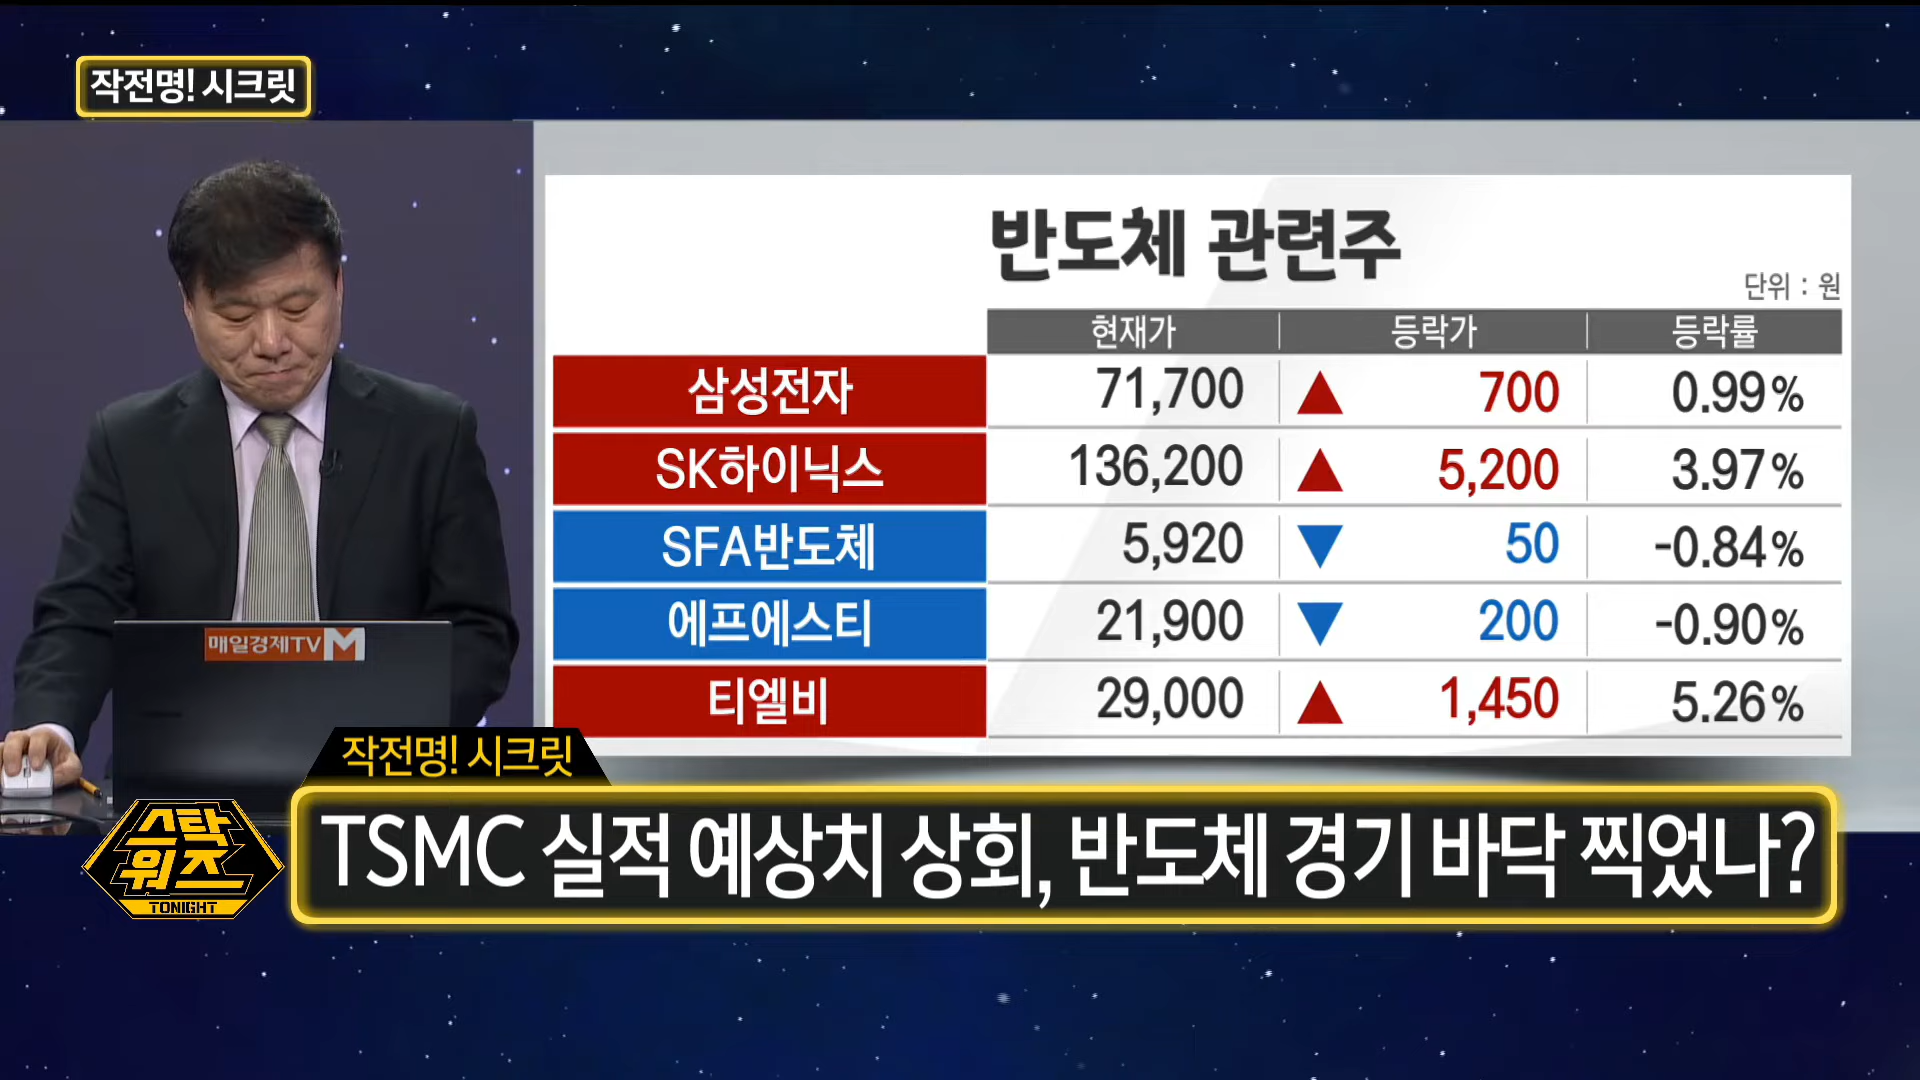 작전명! 시크릿
반도체 관련주
단위 : 원
현재가 등락가 등락률
삼성전자 71,700 ▲ 700 0.99%
SK하이닉스 136,200 ▲ 5,200 3.97%
SFA반도체 5,920 ▼ 50 -0.84%
에프에스티 21,900 ▼ 200 -0.90%
티엘비 29,000 ▲ 1,450 5.26%
매일경제TV M
작전명! 시크릿
스탁
워즈
TONIGHT
TSMC 실적 예상치 상회, 반도체 경기 바닥 찍었나?